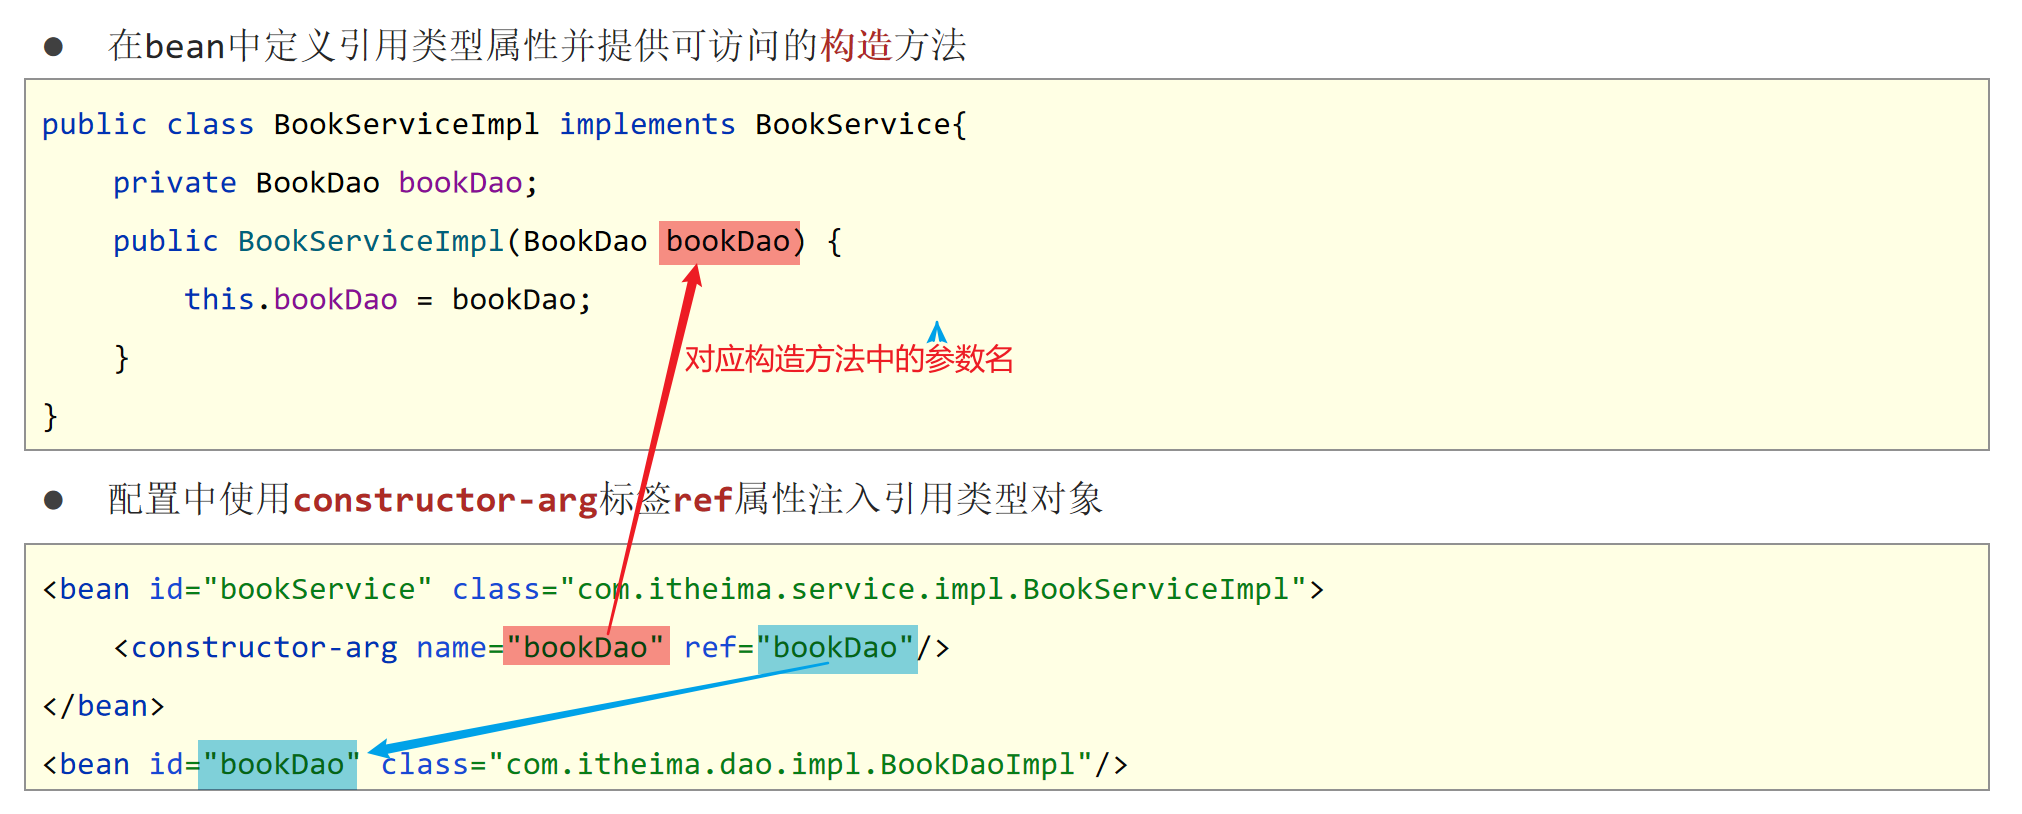 ● 在bean中定义引用类型属性并提供可访问的构造方法
public class BookServiceImpl implements BookService{
    private BookDao bookDao;
    public BookServiceImpl(BookDao bookDao) {
        this.bookDao = bookDao;
对应构造方法中的参数名
    }
}
● 配置中使用constructor-arg标签ref属性注入引用类型对象
<bean id="bookService" class="com.itheima.service.impl.BookServiceImpl">
    <constructor-arg name="bookDao" ref="bookDao"/>
</bean>
<bean id="bookDao" class="com.itheima.dao.impl.BookDaoImpl"/>